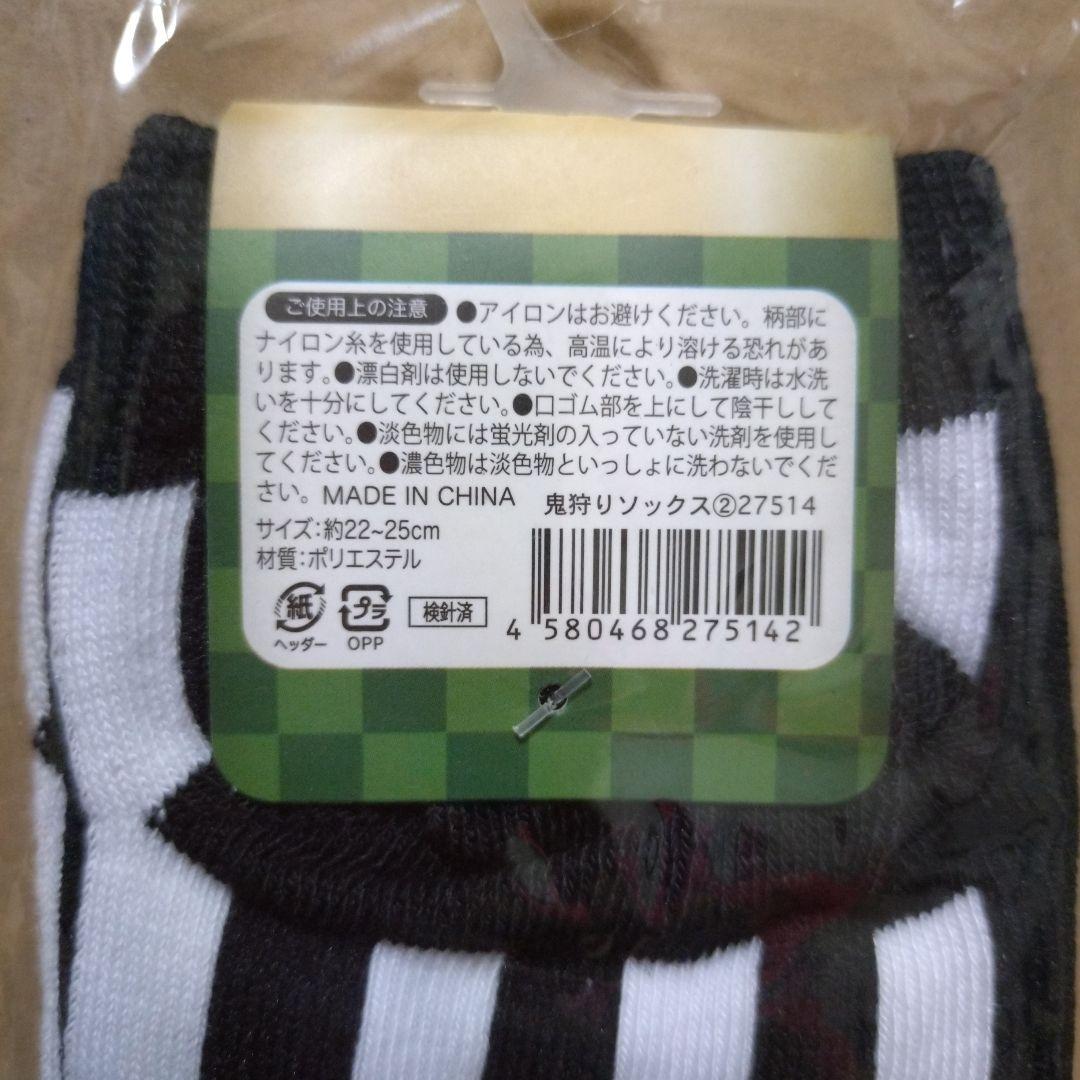 ご使用上の注意 ●アイロンはお避けください。柄部に
ナイロン糸を使用している為、高温により溶ける恐れがあ
ります。●漂白剤は使用しないでください。●洗濯時は水洗
いを十分にしてください。●口ゴム部を上にして陰干しして
ください。●淡色物には蛍光剤の入っていない洗剤を使用し
てください。●濃色物は淡色物といっしょに洗わないでくだ
さい。MADE IN CHINA 鬼狩りソックス②27514
サイズ:約22~25cm
材質:ポリエステル
紙 プラ 検針済
ヘッダー OPP
4 580468 275142